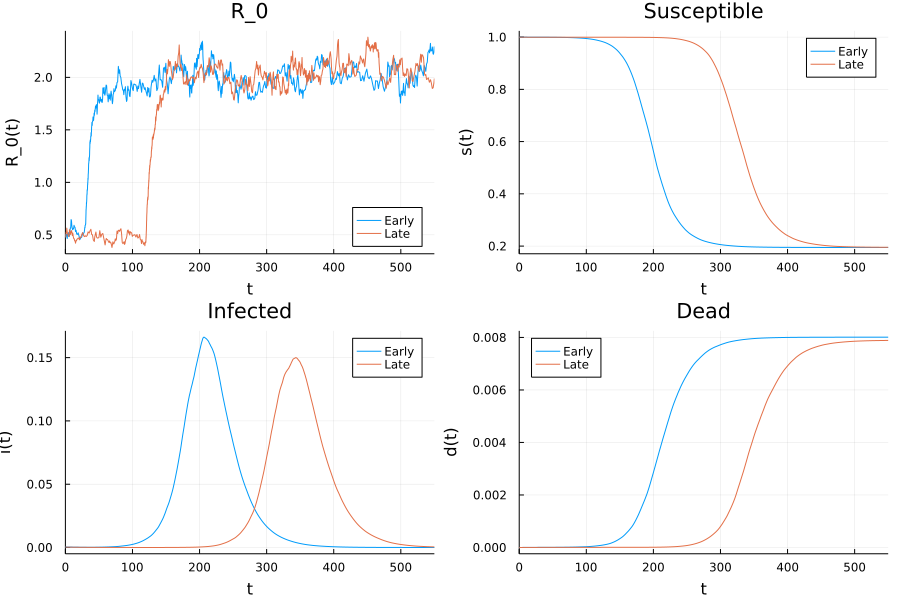 R_0
R_0(t)
2.0
1.5
1.0
0.5
Early
Late
0 100 200 300 400 500
t
Susceptible
s(t)
1.0
0.8
0.6
0.4
0.2
Early
Late
0 100 200 300 400 500
t
Infected
0.15
0.10
0.05
0.00
Early
Late
0 100 200 300 400 500
t
Dead
d(t)
0.008
0.006
0.004
0.002
0.000
Early
Late
0 100 200 300 400 500
t